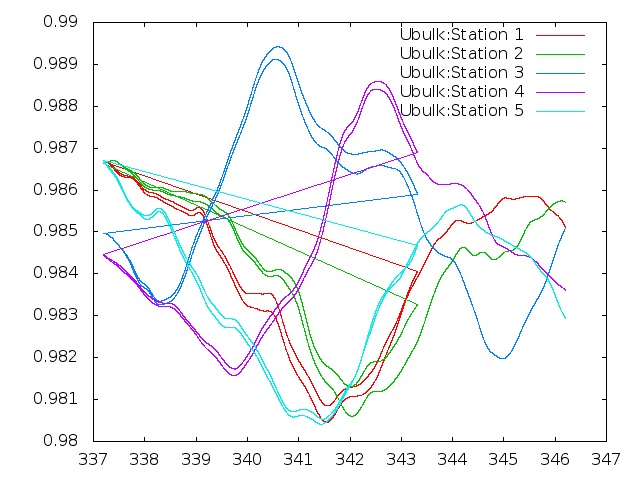 0.99
0.989
0.988
0.987
0.986
0.985
0.984
0.983
0.982
0.981
0.98
337 338 339 340 341 342 343 344 345 346 347
Ubulk:Station 1
Ubulk:Station 2
Ubulk:Station 3
Ubulk:Station 4
Ubulk:Station 5